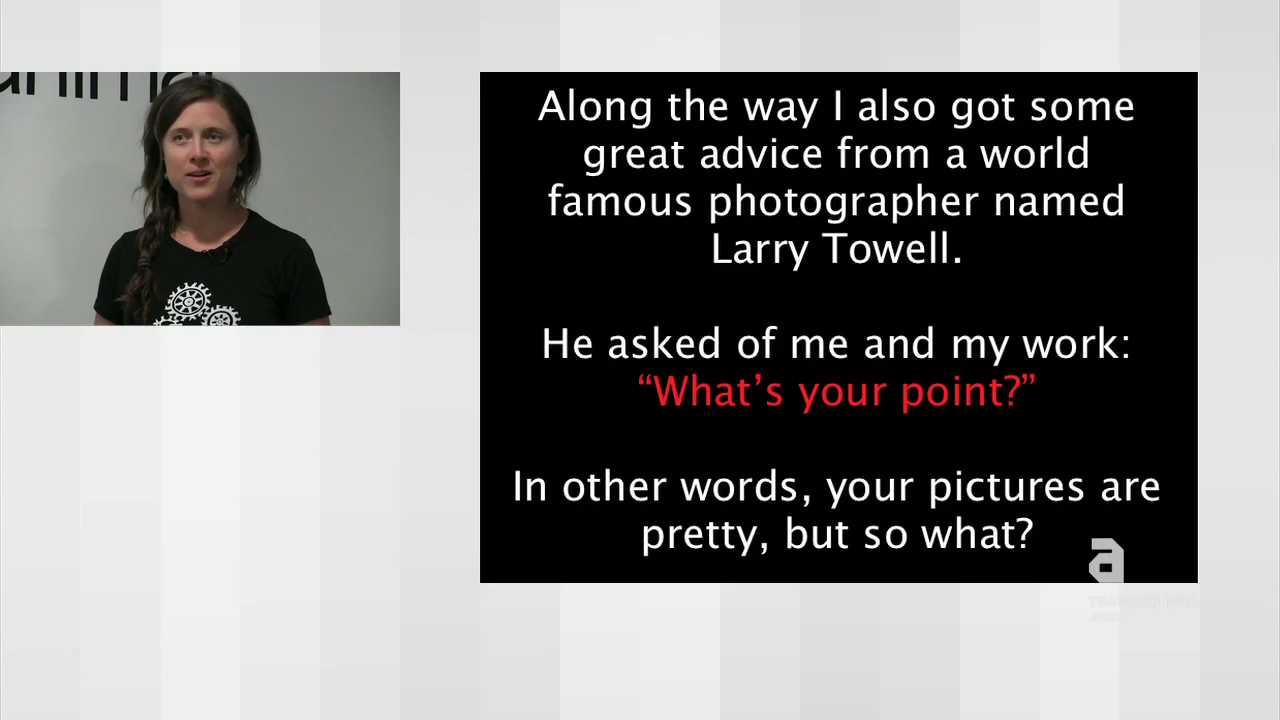 Along the way I also got some
great advice from a world
famous photographer named
Larry Towell.
He asked of me and my work:
“What’s your point?”
In other words, your pictures are
pretty, but so what?
a